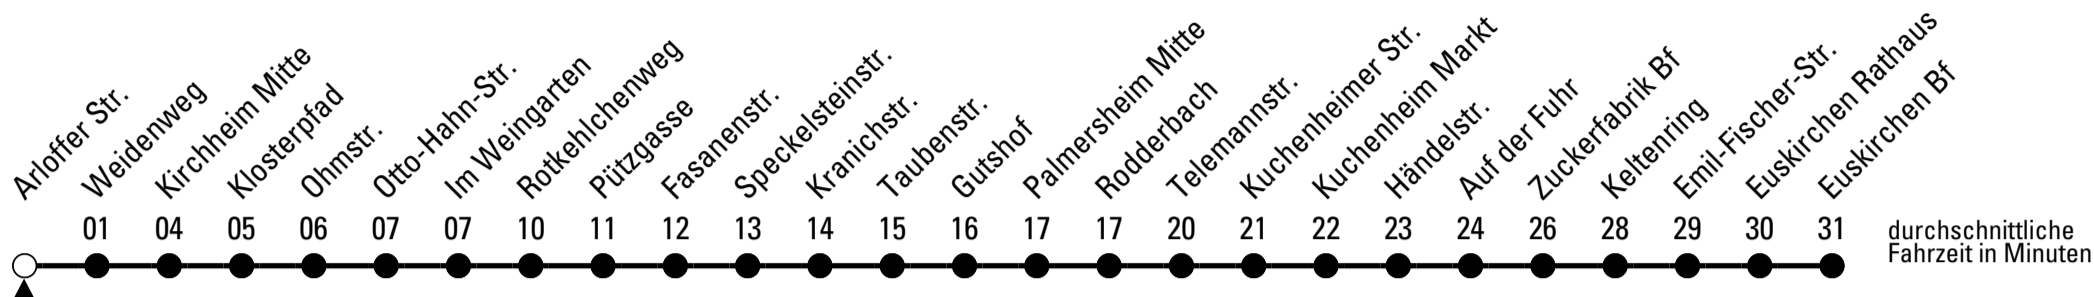 Arloffer Str.
Weidenweg
Kirchheim Mitte
Klosterpfad
Ohmstr.
Otto-Hahn-Str.
Im Weingarten
Rotkehlchenweg
Pützgasse
Fasanenstr.
Speckelsteinstr.
Kranichstr.
Taubenstr.
Gutshof
Palmersheim Mitte
Rodderbach
Telemannstr.
Kuchenheimer Str.
Kuchenheim Markt
Händelstr.
Auf der Fuhr
Zuckerfabrik Bf
Keltenring
Emil-Fischer-Str.
Euskirchen Rathaus
Euskirchen Bf
01 04 05 06 07 07 10 11 12 13 14 15 16 17 17 20 21 22 23 24 26 28 29 30 31
durchschnittliche
Fahrzeit in Minuten